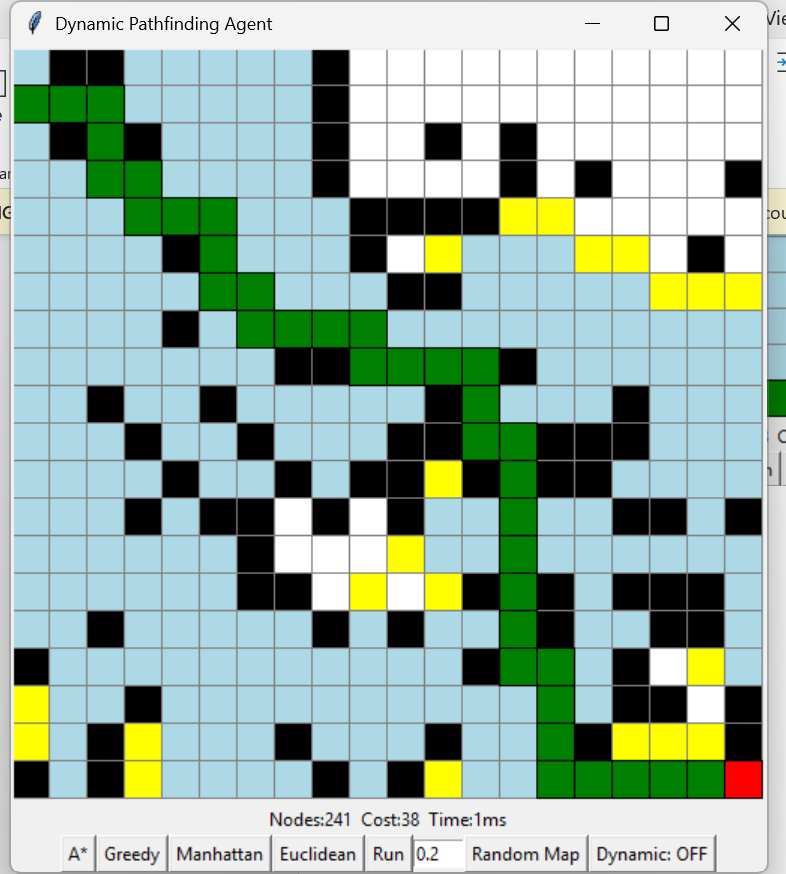 Dynamic Pathfinding Agent
Nodes:241 Cost:38 Time:1ms
A* Greedy Manhattan Euclidean Run 0.2 Random Map Dynamic: OFF